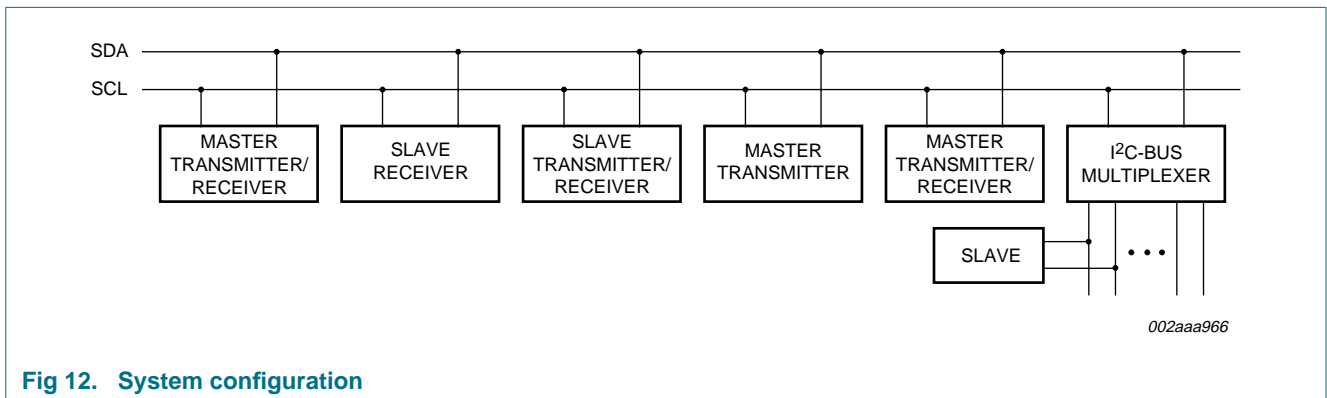 SDA
SCL
MASTER
TRANSMITTER/
RECEIVER
SLAVE
RECEIVER
SLAVE
TRANSMITTER/
RECEIVER
MASTER
TRANSMITTER
MASTER
TRANSMITTER/
RECEIVER
I²C-BUS
MULTIPLEXER
SLAVE
002aaa966
Fig 12. System configuration